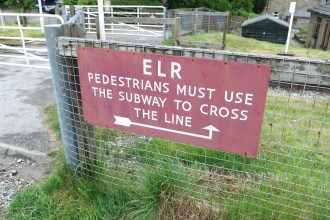 ELR
PEDESTRIANS MUST USE
THE SUBWAY TO CROSS
THE LINE